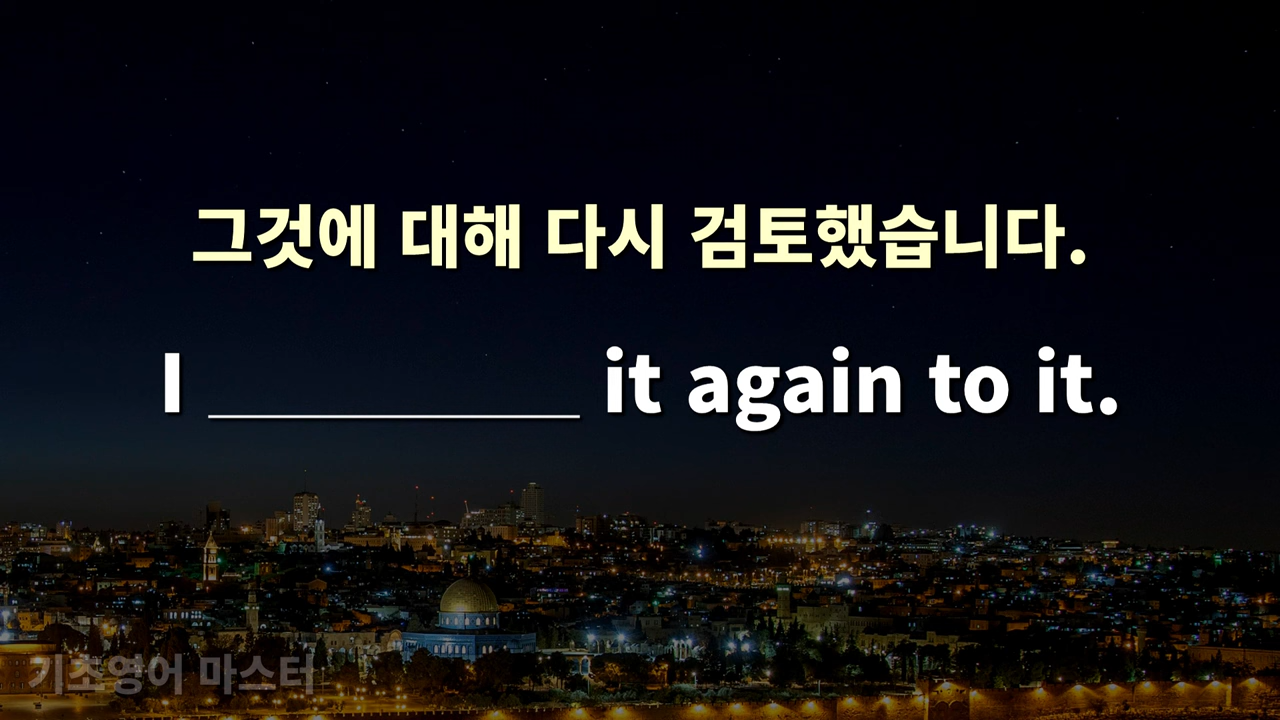 그것에 대해 다시 검토했습니다.
I __________ it again to it.
기초영어 마스터